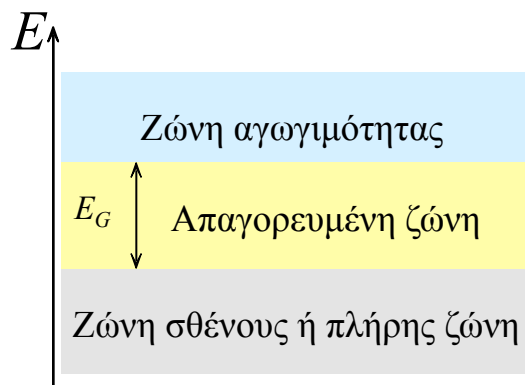 E
Ζώνη αγωγιμότητας
E_G
Απαγορευμένη ζώνη
Ζώνη σθένους ή πλήρης ζώνη